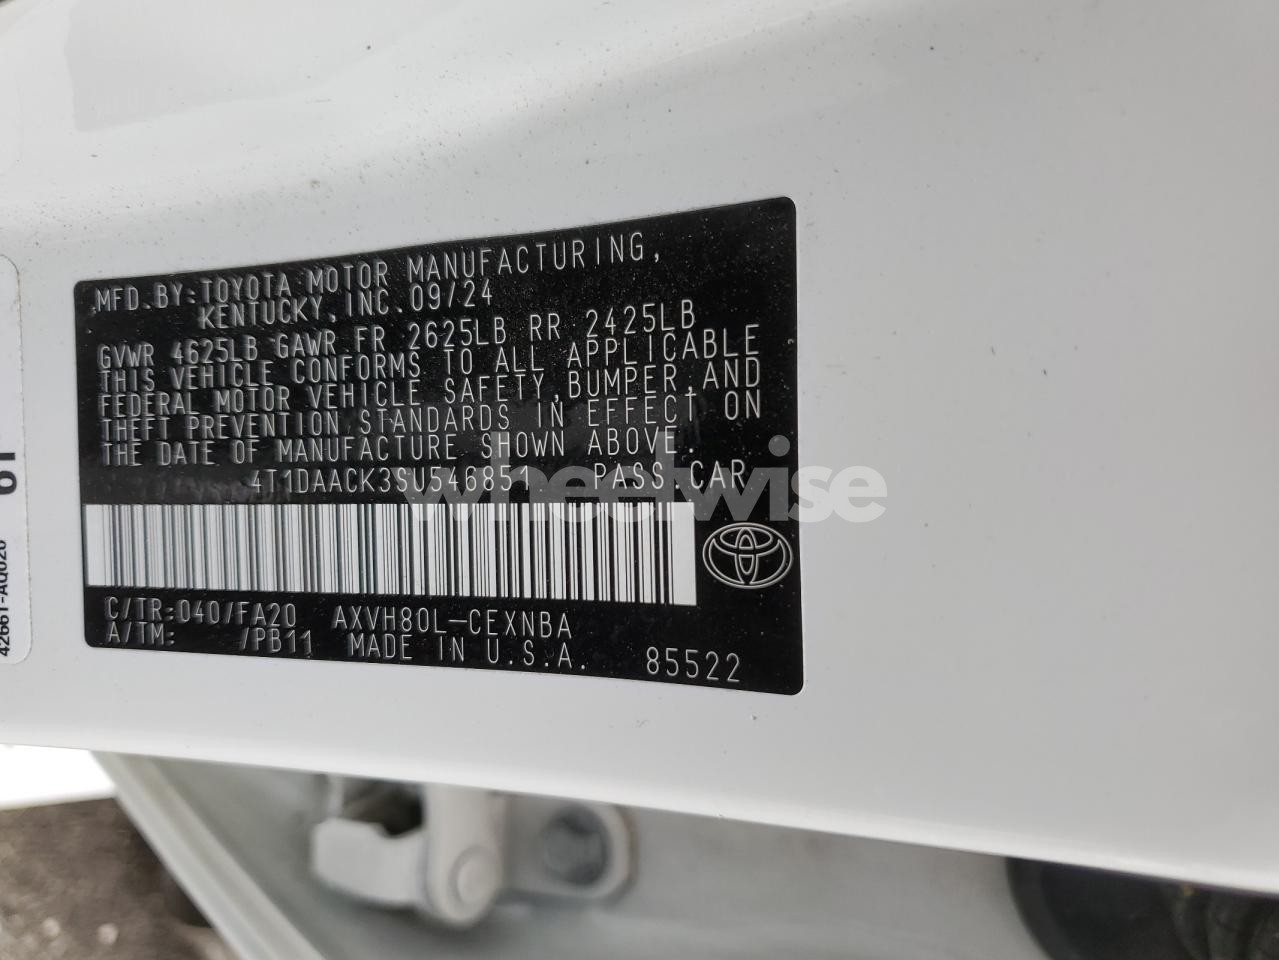 MFD.BY:TOYOTA MOTOR MANUFACTURING,
KENTUCKY, INC.09/24
GVWR 4625LB GAWR FR 2625LB RR 2425LB
THIS VEHICLE CONFORMS TO ALL APPLICABLE
FEDERAL MOTOR VEHICLE SAFETY,BUMPER,AND
THEFT PREVENTION STANDARDS IN EFFECT ON
THE DATE OF MANUFACTURE SHOWN ABOVE.
4T1DAACK3SU546851 PASS.CAR
wheelwise
C/TR:040/FA20 AXVH80L-CEXNBA
A/TM: /PB11 MADE IN U.S.A. 85522
61